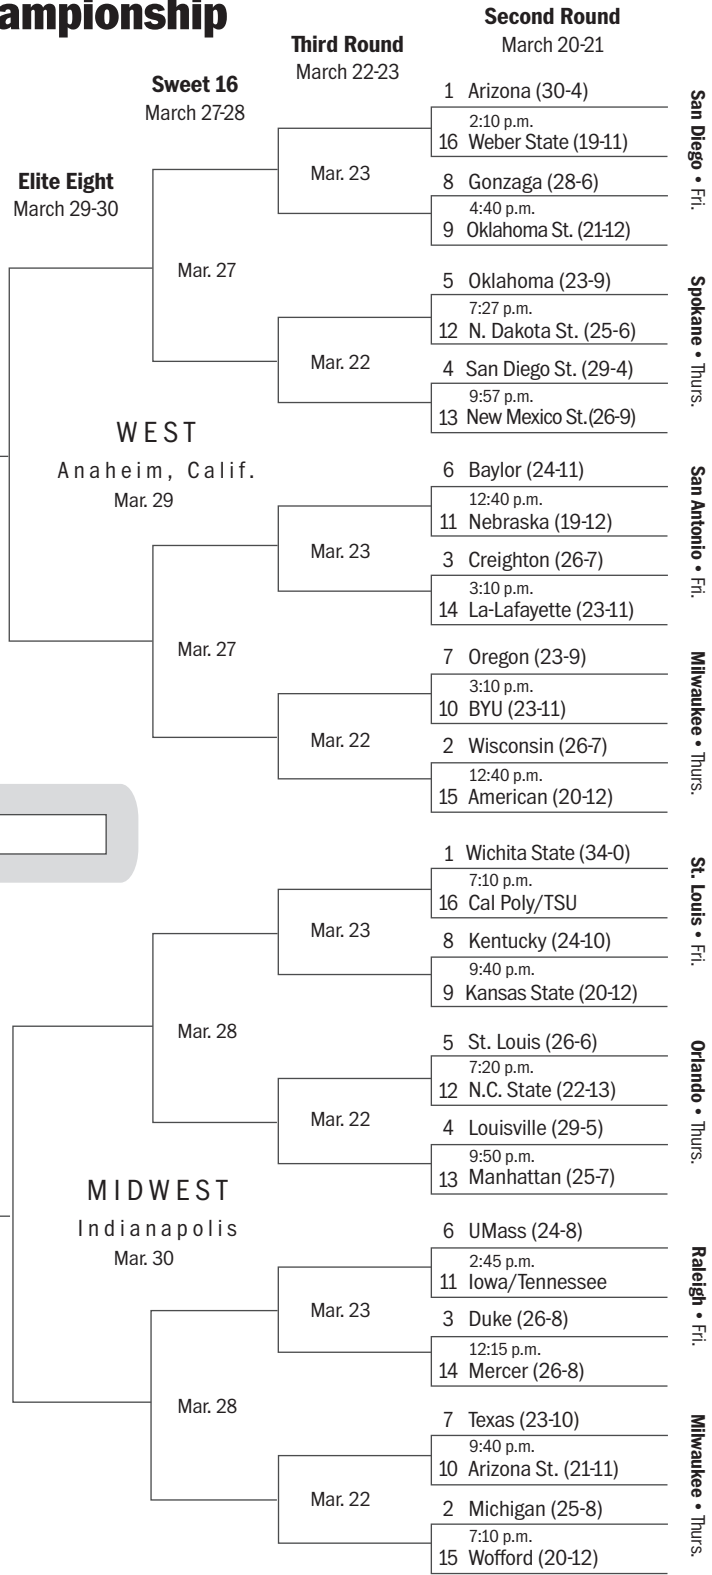 ampionship
Second Round
March 20-21
Third Round
March 22-23
Sweet 16
March 27-28
Elite Eight
March 29-30
1 Arizona (30-4)
2:10 p.m.
16 Weber State (19-11)
Mar. 23
8 Gonzaga (28-6)
4:40 p.m.
9 Oklahoma St. (21-12)
San Diego • Fri.
Mar. 27
5 Oklahoma (23-9)
7:27 p.m.
12 N. Dakota St. (25-6)
Mar. 22
4 San Diego St. (29-4)
9:57 p.m.
13 New Mexico St.(26-9)
Spokane • Thurs.
WEST
Anaheim, Calif.
Mar. 29
6 Baylor (24-11)
12:40 p.m.
11 Nebraska (19-12)
Mar. 23
3 Creighton (26-7)
3:10 p.m.
14 La-Lafayette (23-11)
San Antonio • Fri.
Mar. 27
7 Oregon (23-9)
3:10 p.m.
10 BYU (23-11)
Mar. 22
2 Wisconsin (26-7)
12:40 p.m.
15 American (20-12)
Milwaukee • Thurs.
1 Wichita State (34-0)
7:10 p.m.
16 Cal Poly/TSU
Mar. 23
8 Kentucky (24-10)
9:40 p.m.
9 Kansas State (20-12)
St. Louis • Fri.
Mar. 28
5 St. Louis (26-6)
7:20 p.m.
12 N.C. State (22-13)
Mar. 22
4 Louisville (29-5)
9:50 p.m.
13 Manhattan (25-7)
Orlando • Thurs.
MIDWEST
Indianapolis
Mar. 30
6 UMass (24-8)
2:45 p.m.
11 Iowa/Tennessee
Mar. 23
3 Duke (26-8)
12:15 p.m.
14 Mercer (26-8)
Raleigh • Fri.
Mar. 28
7 Texas (23-10)
9:40 p.m.
10 Arizona St. (21-11)
Mar. 22
2 Michigan (25-8)
7:10 p.m.
15 Wofford (20-12)
Milwaukee • Thurs.